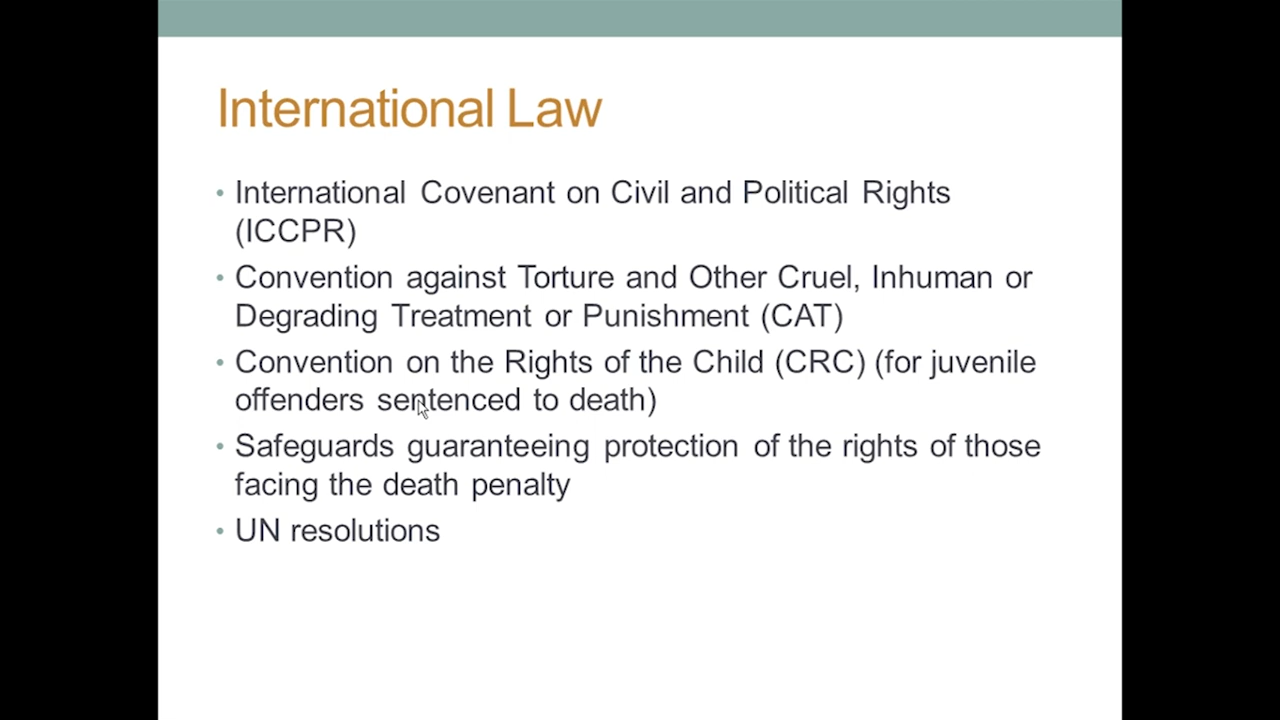 International Law
• International Covenant on Civil and Political Rights
(ICCPR)
• Convention against Torture and Other Cruel, Inhuman or
Degrading Treatment or Punishment (CAT)
• Convention on the Rights of the Child (CRC) (for juvenile
offenders sentenced to death)
• Safeguards guaranteeing protection of the rights of those
facing the death penalty
• UN resolutions